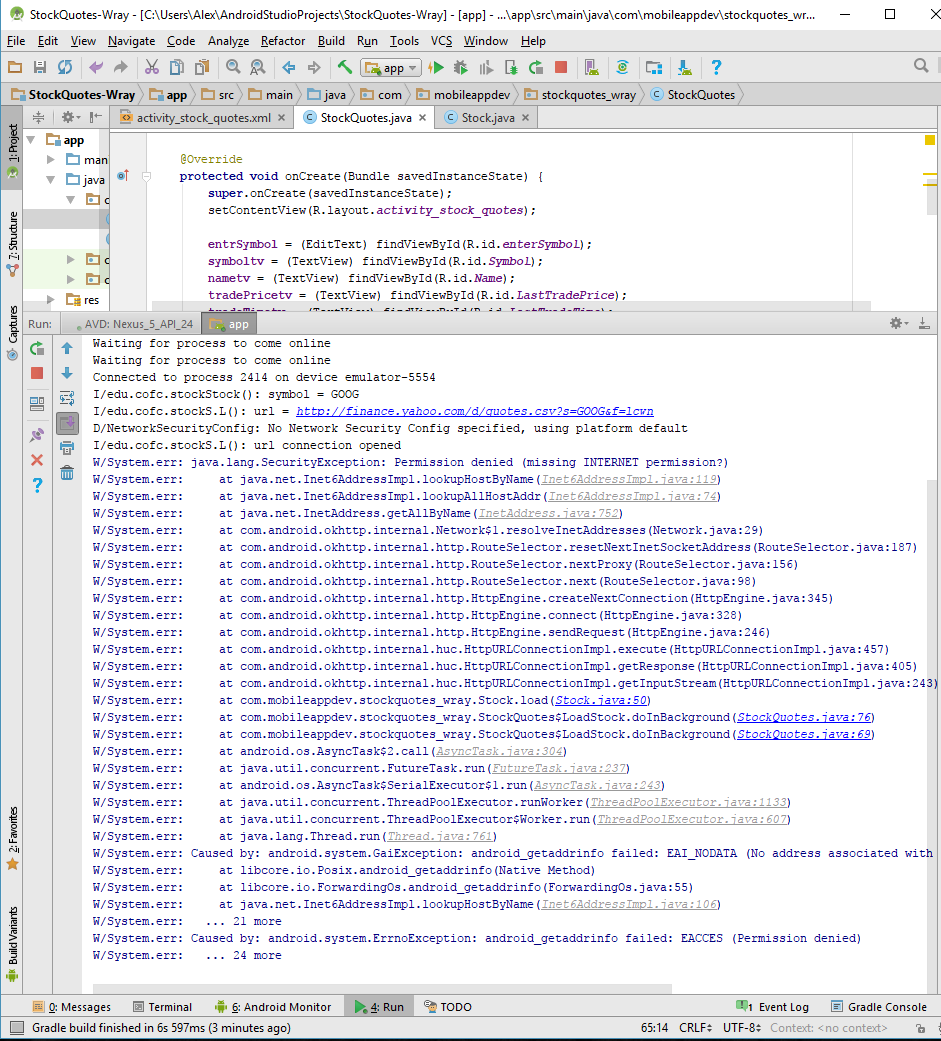 StockQuotes-Wray - [C:\Users\Alex\AndroidStudioProjects\StockQuotes-Wray] - [app] - ...\app\src\main\java\com\mobileappdev\stockquotes_wr...
File Edit View Navigate Code Analyze Refactor Build Run Tools VCS Window Help
app
StockQuotes-Wray app src main java com mobileappdev stockquotes_wray StockQuotes
activity_stock_quotes.xml StockQuotes.java Stock.java
1: Project
7: Structure
Captures
2: Favorites
Build Variants
app
man
java
c
c
c
res
@Override
protected void onCreate(Bundle savedInstanceState) {
super.onCreate(savedInstanceState);
setContentView(R.layout.activity_stock_quotes);
entrSymbol = (EditText) findViewById(R.id.enterSymbol);
symboltv = (TextView) findViewById(R.id.Symbol);
nametv = (TextView) findViewById(R.id.Name);
tradePricetv = (TextView) findViewById(R.id.LastTradePrice);
tradeTimetv = (TextView) findViewById(R.id.LastTradeTime);
Run: AVD: Nexus_5_API_24 app
Waiting for process to come online
Waiting for process to come online
Connected to process 2414 on device emulator-5554
I/edu.cofc.stockStock(): symbol = GOOG
I/edu.cofc.stockS.L(): url = http://finance.yahoo.com/d/quotes.csv?s=GOOG&f=lcwn
D/NetworkSecurityConfig: No Network Security Config specified, using platform default
I/edu.cofc.stockS.L(): url connection opened
W/System.err: java.lang.SecurityException: Permission denied (missing INTERNET permission?)
W/System.err:     at java.net.Inet6AddressImpl.lookupHostByName(Inet6AddressImpl.java:119)
W/System.err:     at java.net.Inet6AddressImpl.lookupAllHostAddr(Inet6AddressImpl.java:74)
W/System.err:     at java.net.InetAddress.getAllByName(InetAddress.java:752)
W/System.err:     at com.android.okhttp.internal.Network$1.resolveInetAddresses(Network.java:29)
W/System.err:     at com.android.okhttp.internal.http.RouteSelector.resetNextInetSocketAddress(RouteSelector.java:187)
W/System.err:     at com.android.okhttp.internal.http.RouteSelector.nextProxy(RouteSelector.java:156)
W/System.err:     at com.android.okhttp.internal.http.RouteSelector.next(RouteSelector.java:98)
W/System.err:     at com.android.okhttp.internal.http.HttpEngine.createNextConnection(HttpEngine.java:345)
W/System.err:     at com.android.okhttp.internal.http.HttpEngine.connect(HttpEngine.java:328)
W/System.err:     at com.android.okhttp.internal.http.HttpEngine.sendRequest(HttpEngine.java:246)
W/System.err:     at com.android.okhttp.internal.huc.HttpURLConnectionImpl.execute(HttpURLConnectionImpl.java:457)
W/System.err:     at com.android.okhttp.internal.huc.HttpURLConnectionImpl.getResponse(HttpURLConnectionImpl.java:405)
W/System.err:     at com.android.okhttp.internal.huc.HttpURLConnectionImpl.getInputStream(HttpURLConnectionImpl.java:243)
W/System.err:     at com.mobileappdev.stockquotes_wray.Stock.load(Stock.java:50)
W/System.err:     at com.mobileappdev.stockquotes_wray.StockQuotes$LoadStock.doInBackground(StockQuotes.java:76)
W/System.err:     at com.mobileappdev.stockquotes_wray.StockQuotes$LoadStock.doInBackground(StockQuotes.java:69)
W/System.err:     at android.os.AsyncTask$2.call(AsyncTask.java:304)
W/System.err:     at java.util.concurrent.FutureTask.run(FutureTask.java:237)
W/System.err:     at android.os.AsyncTask$SerialExecutor$1.run(AsyncTask.java:243)
W/System.err:     at java.util.concurrent.ThreadPoolExecutor.runWorker(ThreadPoolExecutor.java:1133)
W/System.err:     at java.util.concurrent.ThreadPoolExecutor$Worker.run(ThreadPoolExecutor.java:607)
W/System.err:     at java.lang.Thread.run(Thread.java:761)
W/System.err: Caused by: android.system.GaiException: android_getaddrinfo failed: EAI_NODATA (No address associated with
W/System.err:     at libcore.io.Posix.android_getaddrinfo(Native Method)
W/System.err:     at libcore.io.ForwardingOs.android_getaddrinfo(ForwardingOs.java:55)
W/System.err:     at java.net.Inet6AddressImpl.lookupHostByName(Inet6AddressImpl.java:106)
W/System.err:   ... 21 more
W/System.err: Caused by: android.system.ErrnoException: android_getaddrinfo failed: EACCES (Permission denied)
W/System.err:   ... 24 more
0: Messages Terminal 6: Android Monitor 4: Run TODO 1 Event Log Gradle Console
Gradle build finished in 6s 597ms (3 minutes ago) 65:14 CRLF UTF-8 Context: <no context>